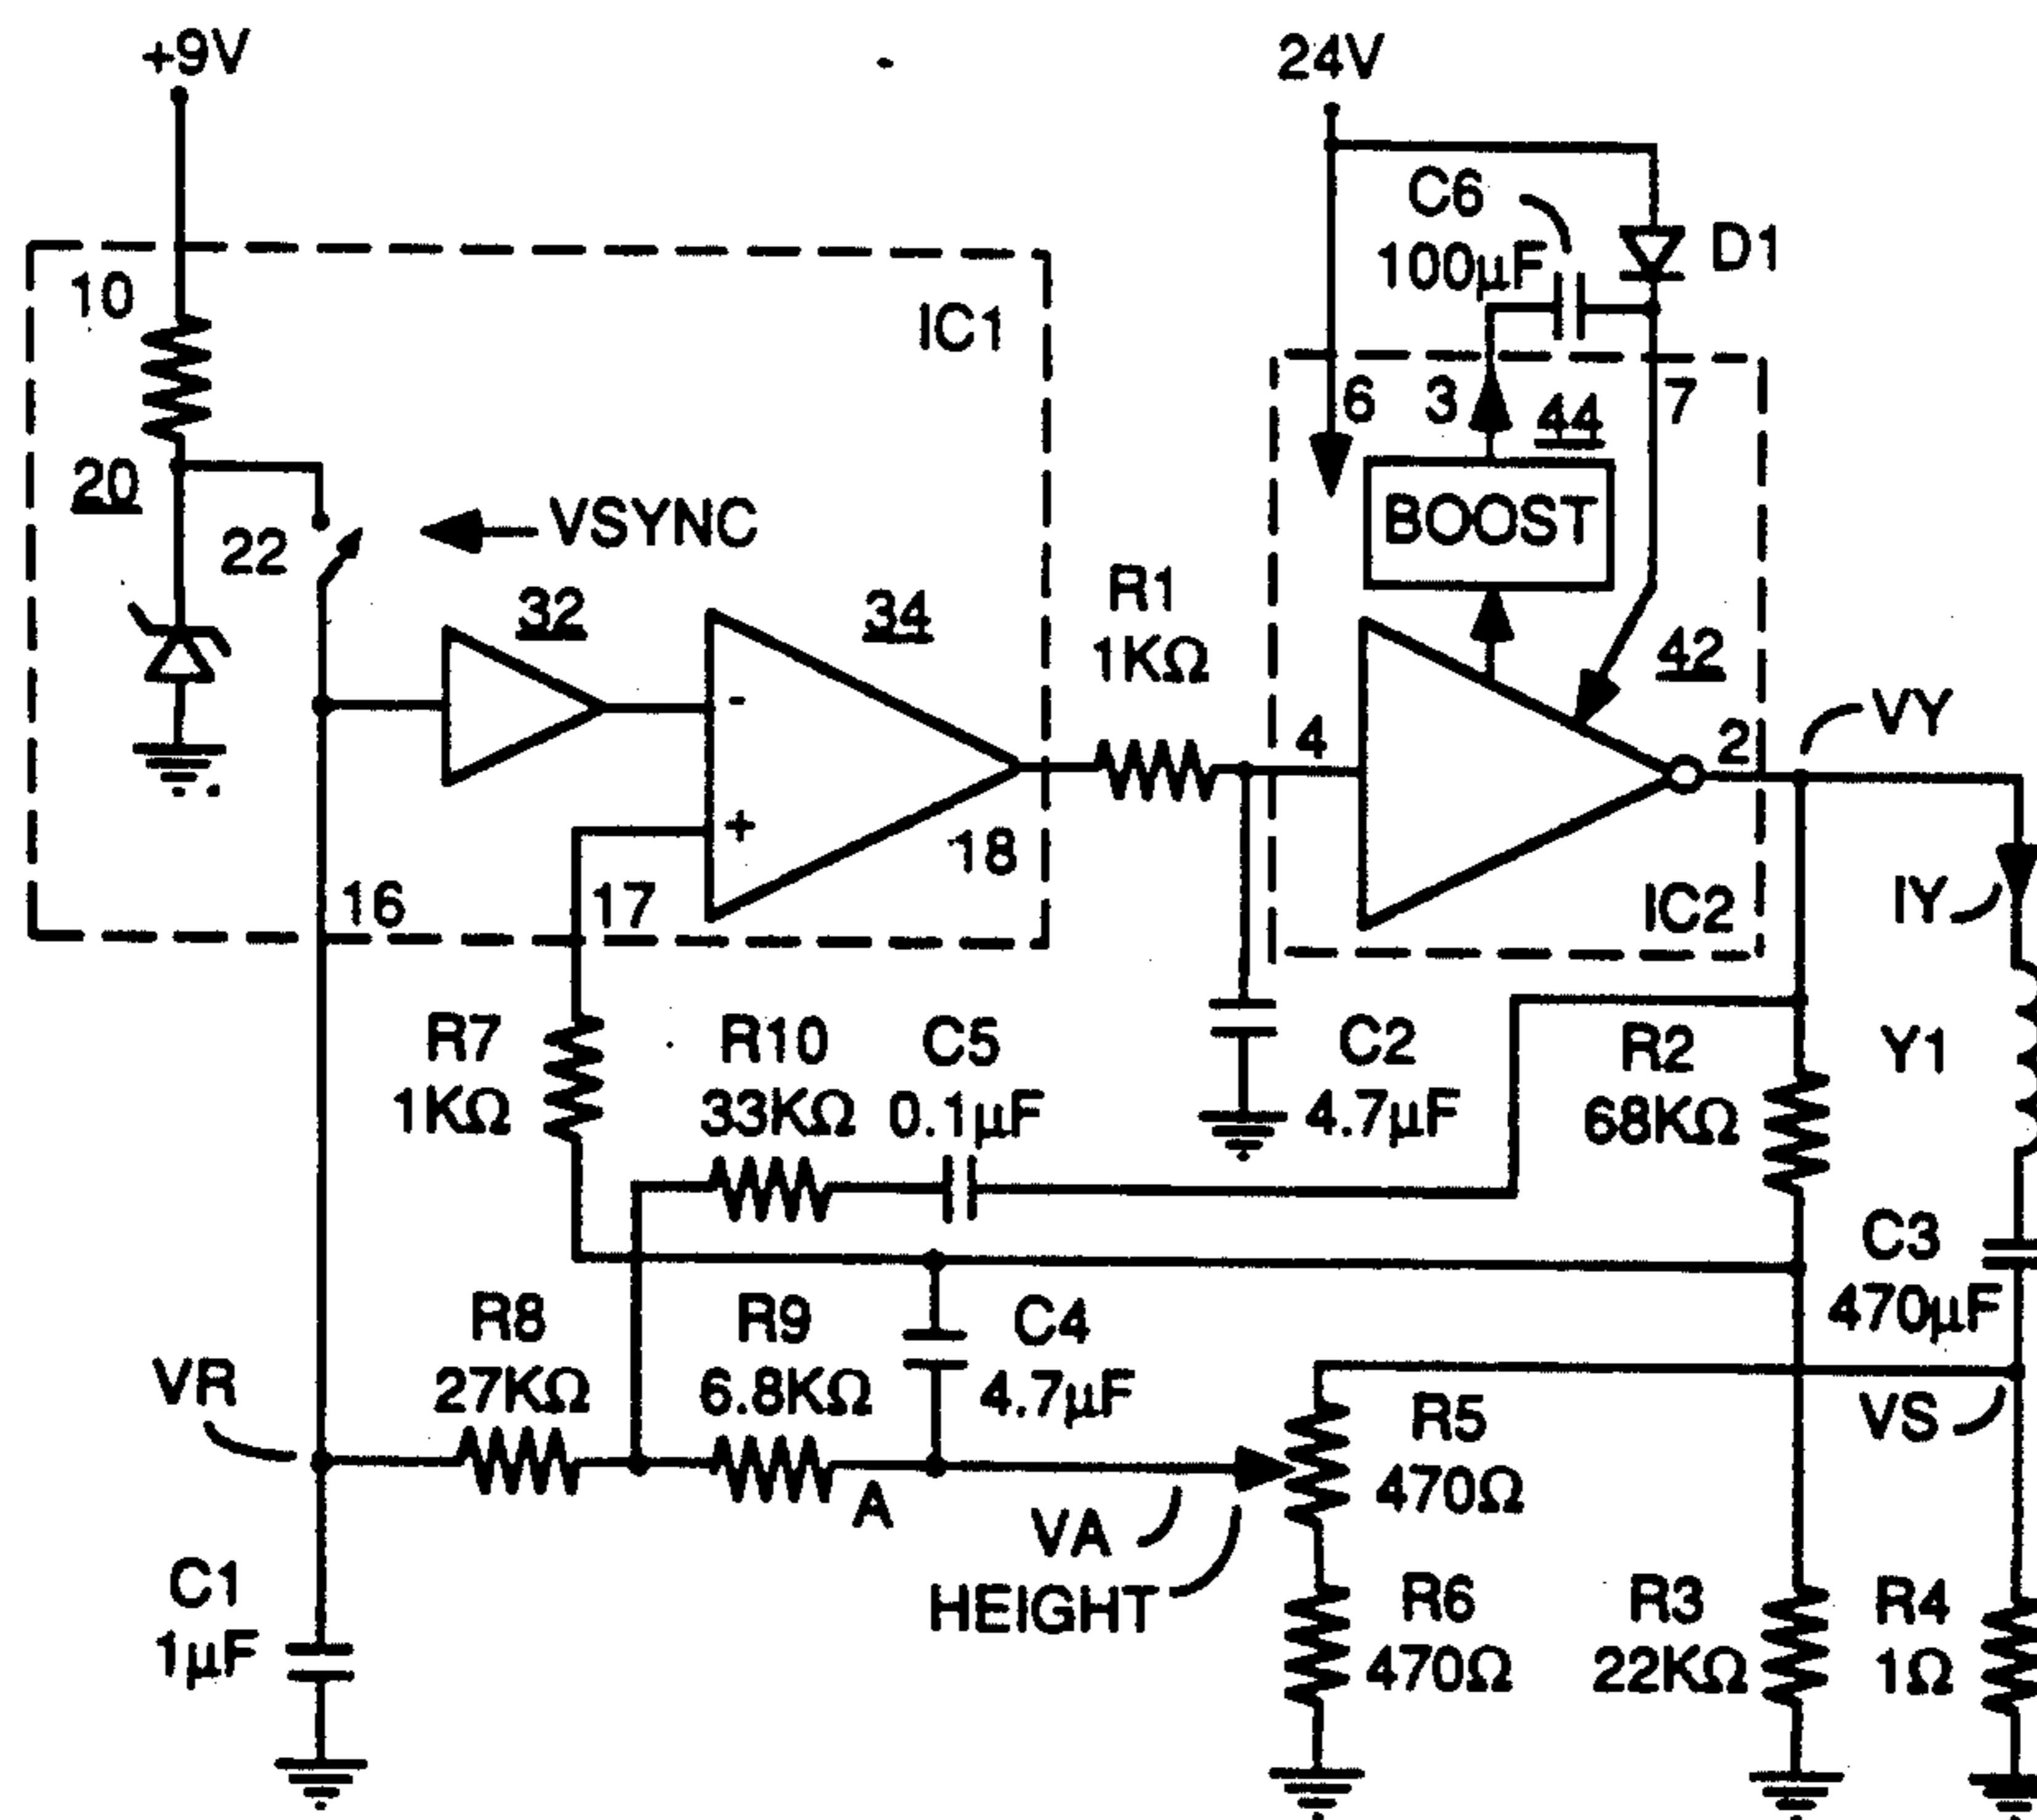 +9V
24V
C6
100µF
D1
10
IC1
6
3
44
7
20
22
VSYNC
BOOST
32
34
R1
1KΩ
42
4
2
VY
-
+
18
16
17
IC2
IY
R7
1KΩ
R10
33KΩ
C5
0.1µF
C2
4.7µF
R2
68KΩ
Y1
C3
470µF
R8
27KΩ
R9
6.8KΩ
C4
4.7µF
VR
VS
R5
470Ω
A
VA
HEIGHT
C1
1µF
R6
470Ω
R3
22KΩ
R4
1Ω